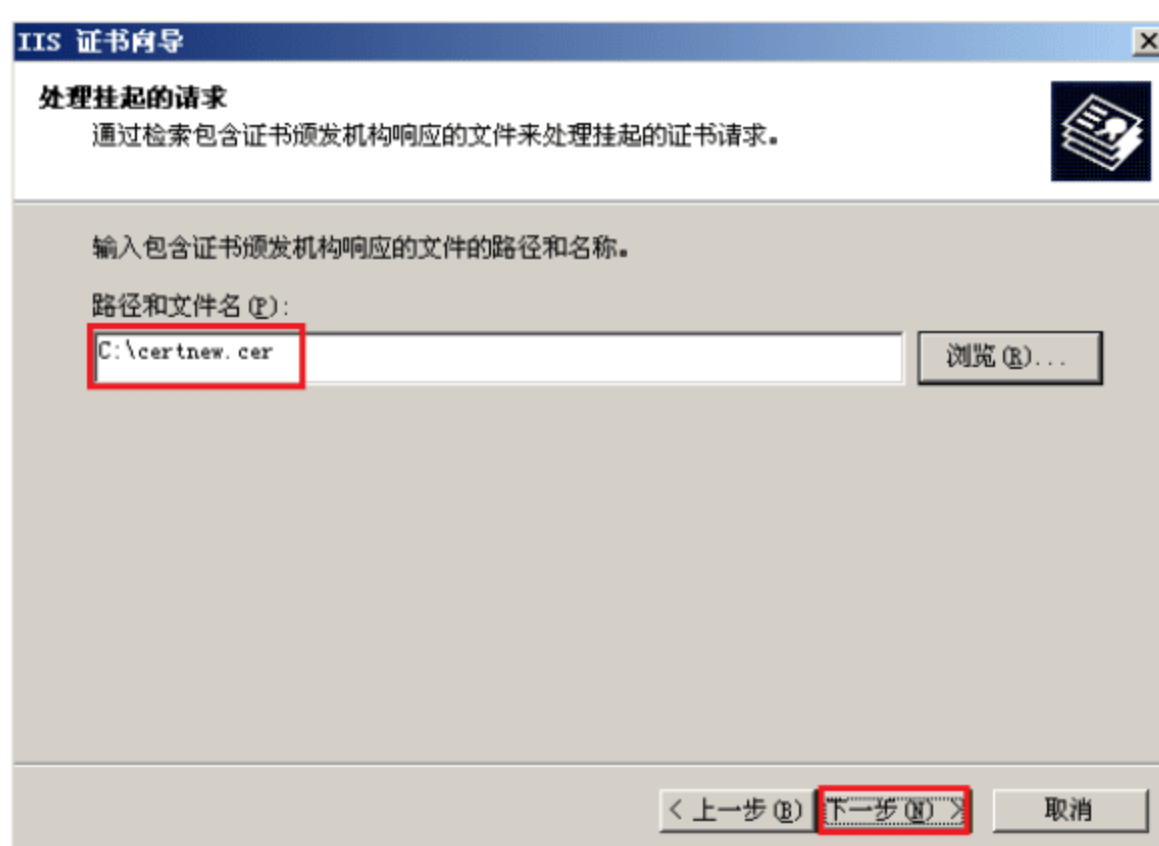 IIS 证书向导
处理挂起的请求
通过检索包含证书颁发机构响应的文件来处理挂起的证书请求。
输入包含证书颁发机构响应的文件的路径和名称。
路径和文件名(P):
C:\certnew.cer
浏览(R)...
< 上一步(B)
下一步(N) >
取消